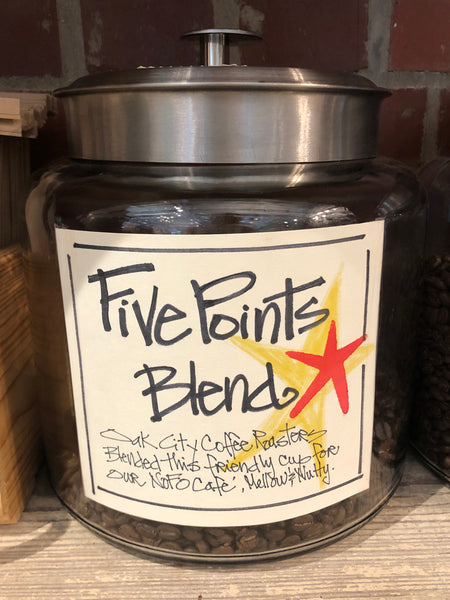 Five Points
Blend
Oak City Coffee Roasters
Blended this friendly cup for
our NoFo Café, Mellow & Nutty.